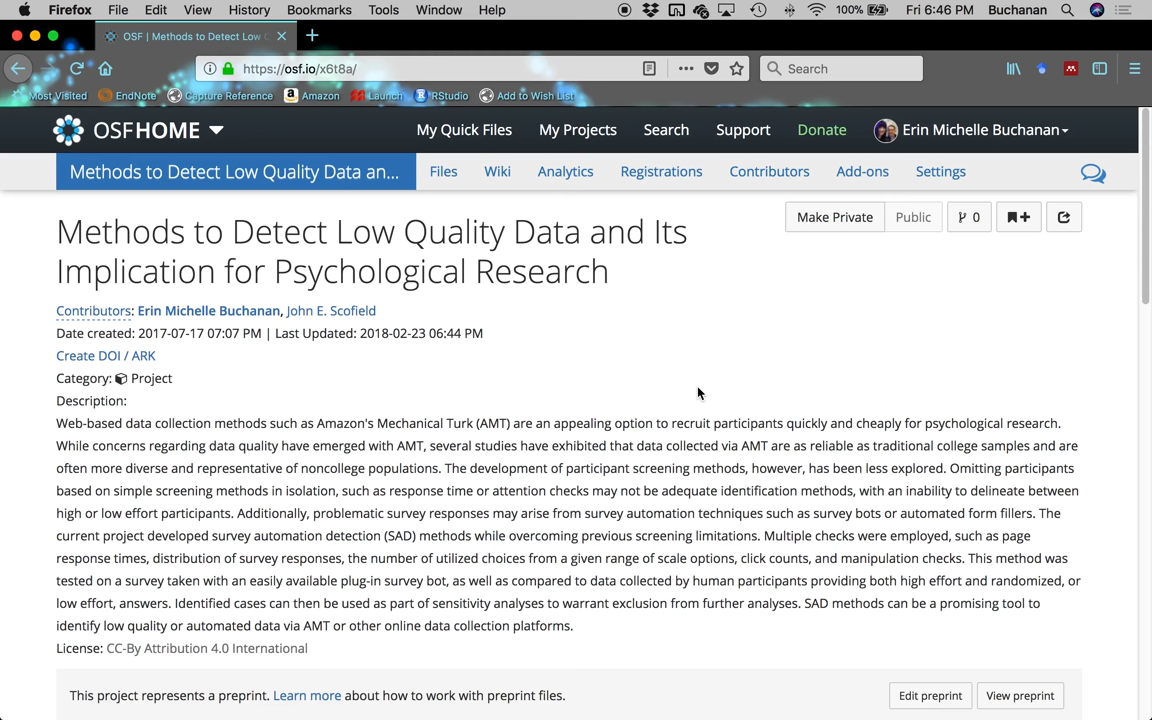 Firefox File Edit View History Bookmarks Tools Window Help 100% Fri 6:46 PM Buchanan
OSF | Methods to Detect Low
https://osf.io/x6t8a/ Search
Most Visited EndNote Capture Reference Amazon Launch RStudio Add to Wish List
OSFHOME My Quick Files My Projects Search Support Donate Erin Michelle Buchanan
Methods to Detect Low Quality Data an... Files Wiki Analytics Registrations Contributors Add-ons Settings
Make Private Public 0
Methods to Detect Low Quality Data and Its
Implication for Psychological Research
Contributors: Erin Michelle Buchanan, John E. Scofield
Date created: 2017-07-17 07:07 PM | Last Updated: 2018-02-23 06:44 PM
Create DOI / ARK
Category: Project
Description:
Web-based data collection methods such as Amazon's Mechanical Turk (AMT) are an appealing option to recruit participants quickly and cheaply for psychological research.
While concerns regarding data quality have emerged with AMT, several studies have exhibited that data collected via AMT are as reliable as traditional college samples and are
often more diverse and representative of noncollege populations. The development of participant screening methods, however, has been less explored. Omitting participants
based on simple screening methods in isolation, such as response time or attention checks may not be adequate identification methods, with an inability to delineate between
high or low effort participants. Additionally, problematic survey responses may arise from survey automation techniques such as survey bots or automated form fillers. The
current project developed survey automation detection (SAD) methods while overcoming previous screening limitations. Multiple checks were employed, such as page
response times, distribution of survey responses, the number of utilized choices from a given range of scale options, click counts, and manipulation checks. This method was
tested on a survey taken with an easily available plug-in survey bot, as well as compared to data collected by human participants providing both high effort and randomized, or
low effort, answers. Identified cases can then be used as part of sensitivity analyses to warrant exclusion from further analyses. SAD methods can be a promising tool to
identify low quality or automated data via AMT or other online data collection platforms.
License: CC-By Attribution 4.0 International
This project represents a preprint. Learn more about how to work with preprint files. Edit preprint View preprint